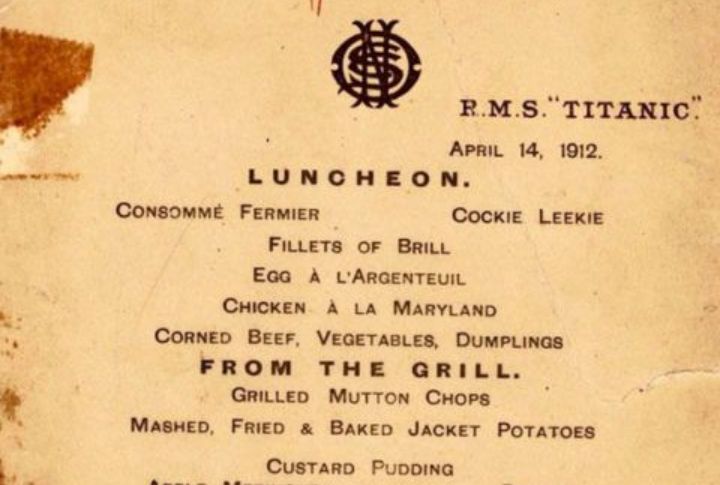 R.M.S. "TITANIC."
APRIL 14, 1912.
LUNCHEON.
CONSOMMÉ FERMIER COCKIE LEEKIE
FILLETS OF BRILL
EGG À L'ARGENTEUIL
CHICKEN À LA MARYLAND
CORNED BEEF, VEGETABLES, DUMPLINGS
FROM THE GRILL.
GRILLED MUTTON CHOPS
MASHED, FRIED & BAKED JACKET POTATOES
CUSTARD PUDDING